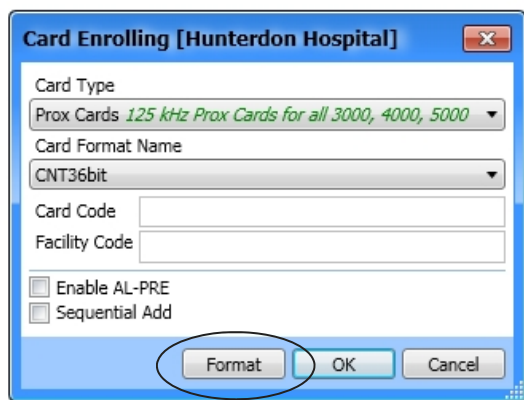 Card Enrolling [Hunterdon Hospital]
Card Type
Prox Cards 125 kHz Prox Cards for all 3000, 4000, 5000
Card Format Name
CNT36bit
Card Code
Facility Code
Enable AL-PRE
Sequential Add
Format OK Cancel